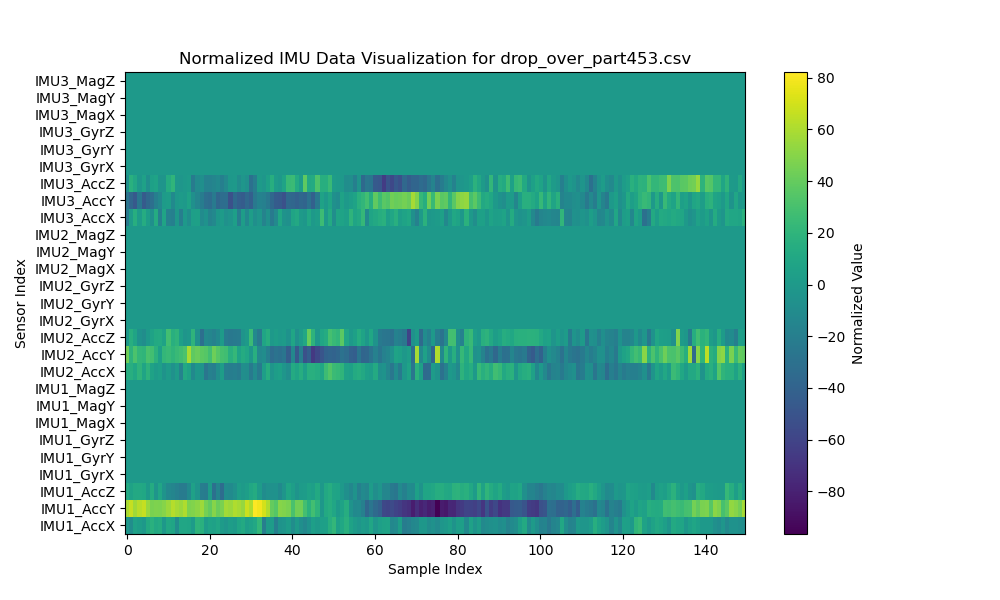 Normalized IMU Data Visualization for drop_over_part453.csv
IMU3_MagZ
IMU3_MagY
IMU3_MagX
IMU3_GyrZ
IMU3_GyrY
IMU3_GyrX
IMU3_AccZ
IMU3_AccY
IMU3_AccX
IMU2_MagZ
IMU2_MagY
IMU2_MagX
IMU2_GyrZ
IMU2_GyrY
IMU2_GyrX
IMU2_AccZ
IMU2_AccY
IMU2_AccX
IMU1_MagZ
IMU1_MagY
IMU1_MagX
IMU1_GyrZ
IMU1_GyrY
IMU1_GyrX
IMU1_AccZ
IMU1_AccY
IMU1_AccX
Sensor Index
0 20 40 60 80 100 120 140
Sample Index
80
60
40
20
0
−20
−40
−60
−80
Normalized Value